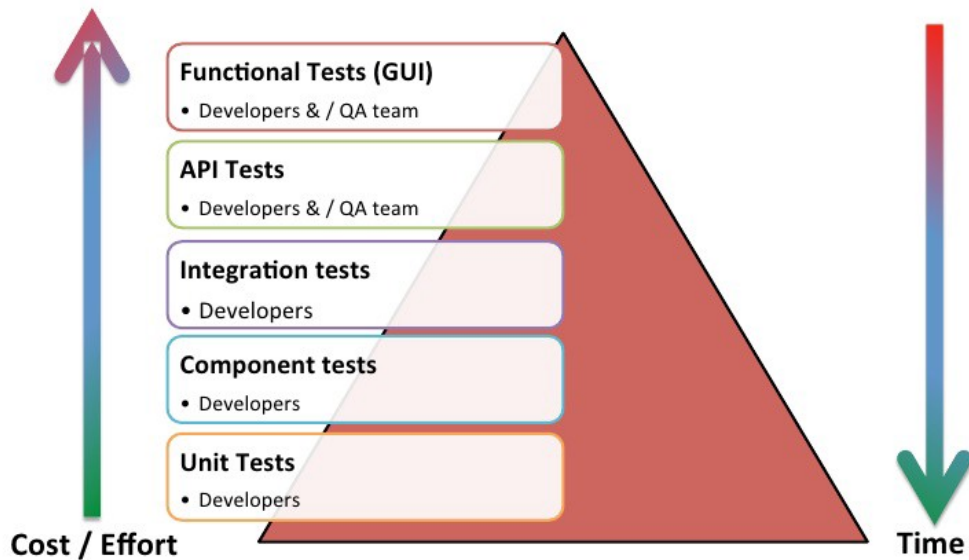 Functional Tests (GUI)
• Developers & / QA team
API Tests
• Developers & / QA team
Integration tests
• Developers
Component tests
• Developers
Unit Tests
• Developers
Cost / Effort
Time